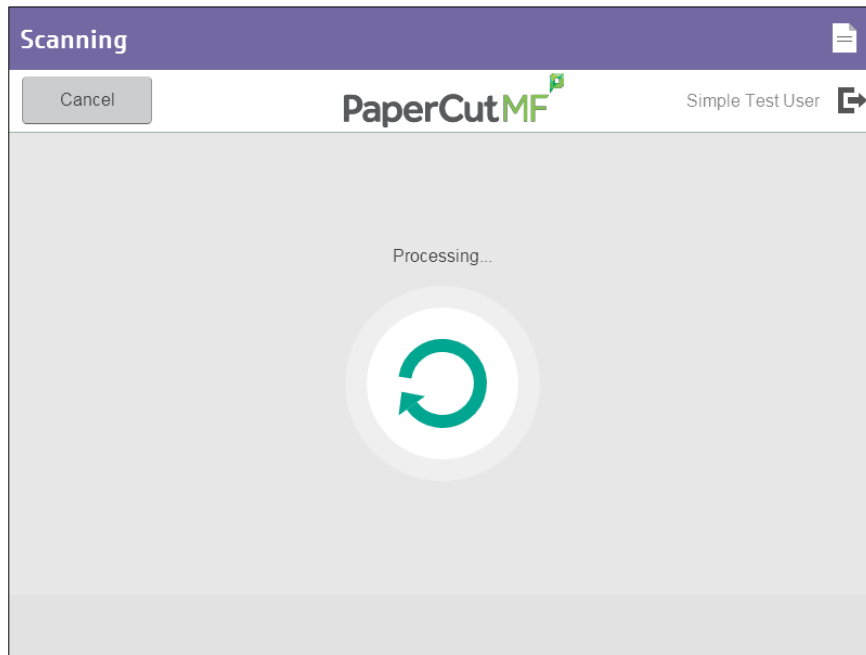 Scanning
Cancel
PaperCutMF
Simple Test User
Processing...